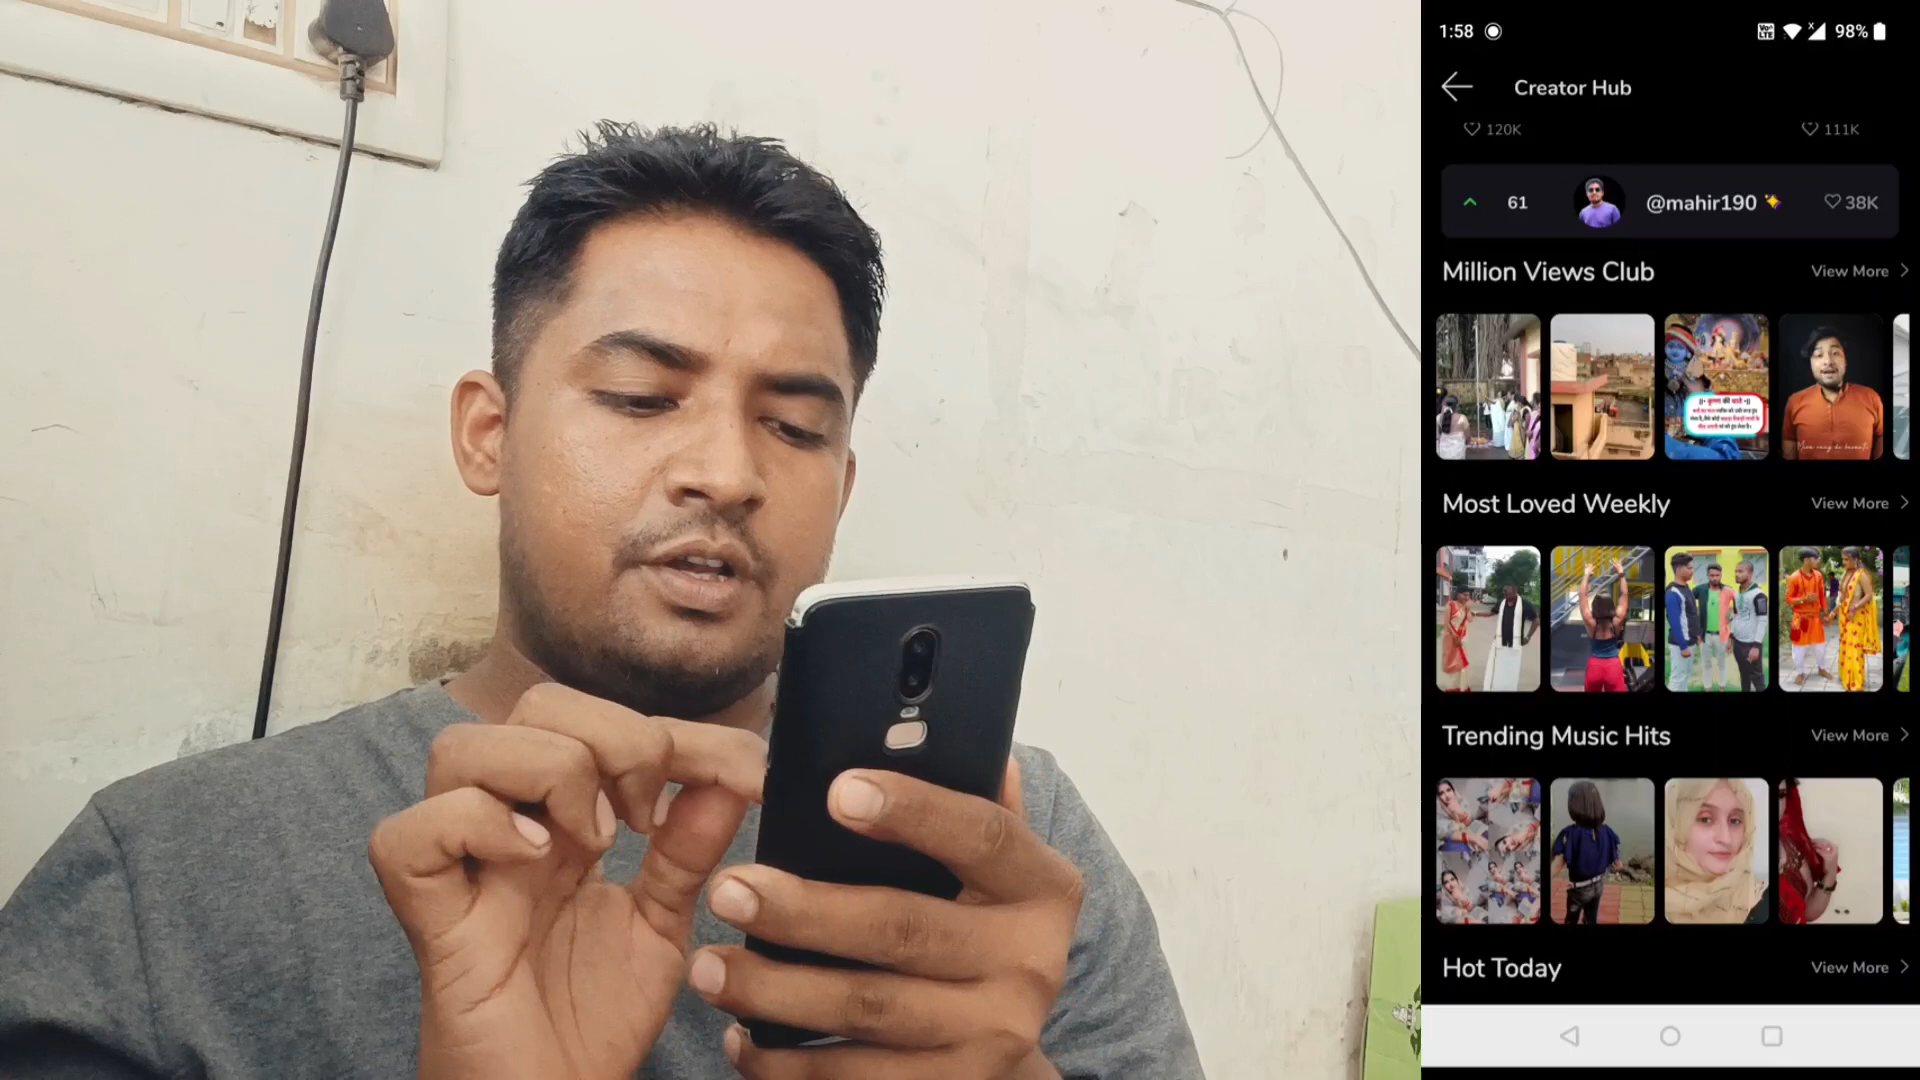 1:58
98%
Creator Hub
120K
111K
61
@mahir190
38K
Million Views Club
View More
Most Loved Weekly
View More
Trending Music Hits
View More
Hot Today
View More